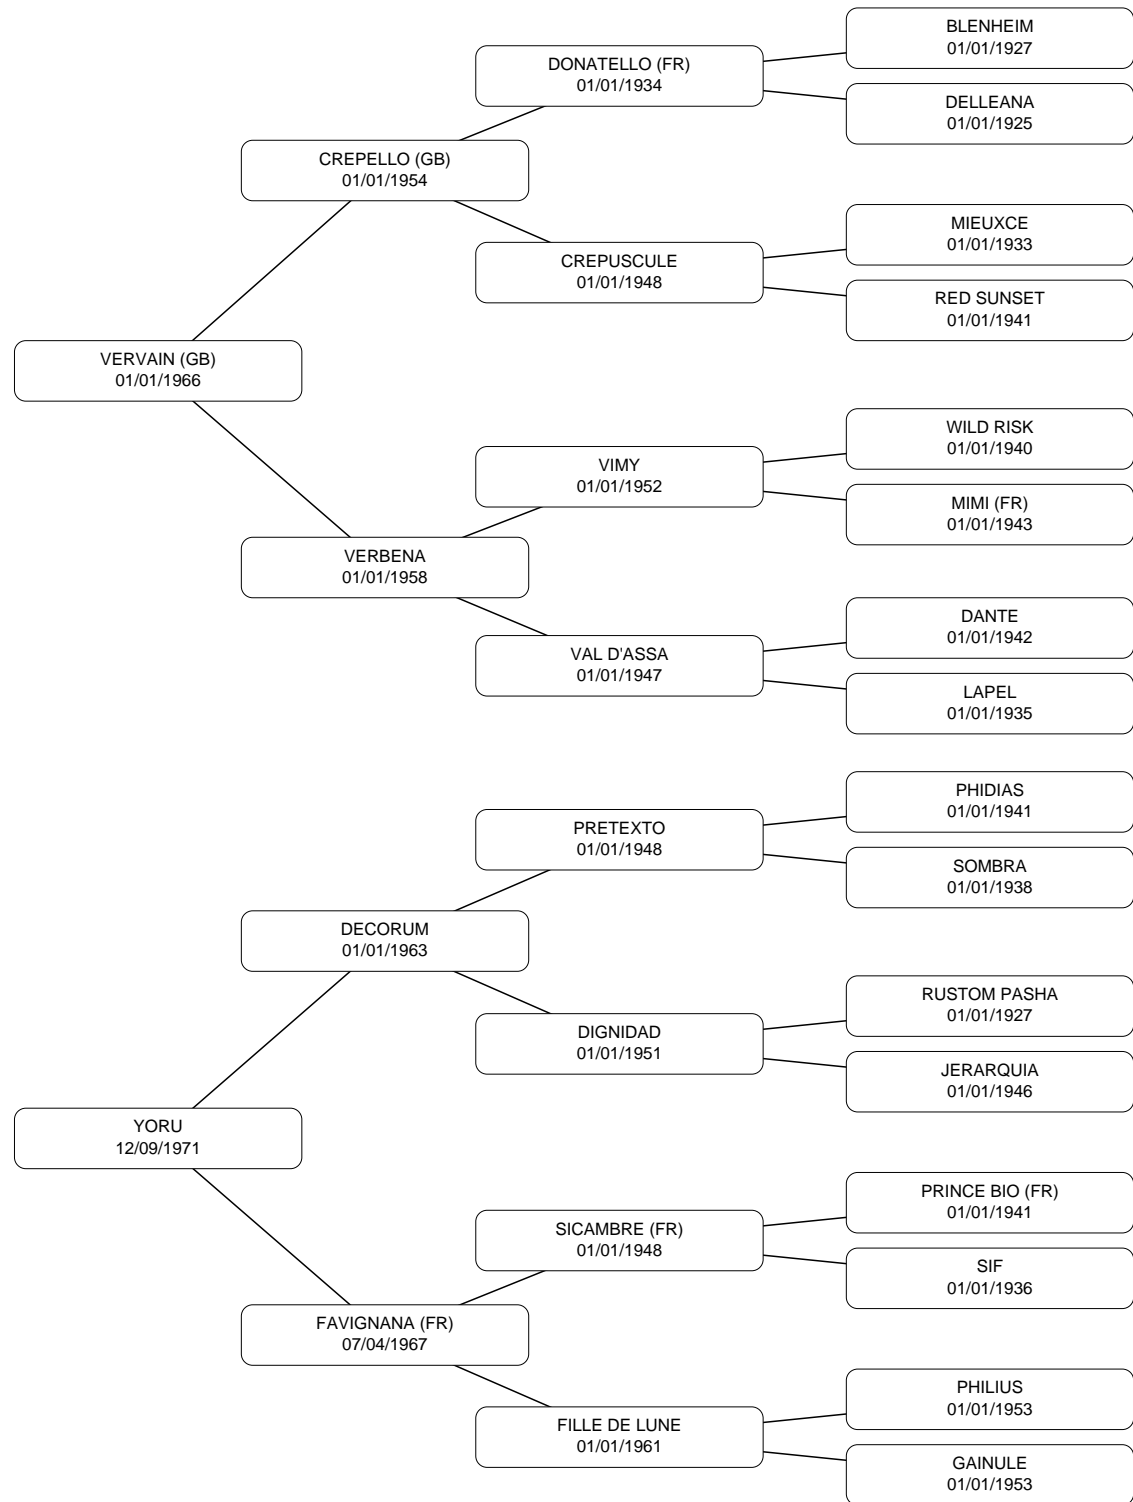 BLENHEIM
01/01/1927
DONATELLO (FR)
01/01/1934
DELLEANA
01/01/1925
CREPELLO (GB)
01/01/1954
MIEUXCE
01/01/1933
CREPUSCULE
01/01/1948
RED SUNSET
01/01/1941
VERVAIN (GB)
01/01/1966
WILD RISK
01/01/1940
VIMY
01/01/1952
MIMI (FR)
01/01/1943
VERBENA
01/01/1958
DANTE
01/01/1942
VAL D'ASSA
01/01/1947
LAPEL
01/01/1935
PHIDIAS
01/01/1941
PRETEXTO
01/01/1948
SOMBRA
01/01/1938
DECORUM
01/01/1963
RUSTOM PASHA
01/01/1927
DIGNIDAD
01/01/1951
JERARQUIA
01/01/1946
YORU
12/09/1971
PRINCE BIO (FR)
01/01/1941
SICAMBRE (FR)
01/01/1948
SIF
01/01/1936
FAVIGNANA (FR)
07/04/1967
PHILIUS
01/01/1953
FILLE DE LUNE
01/01/1961
GAINULE
01/01/1953